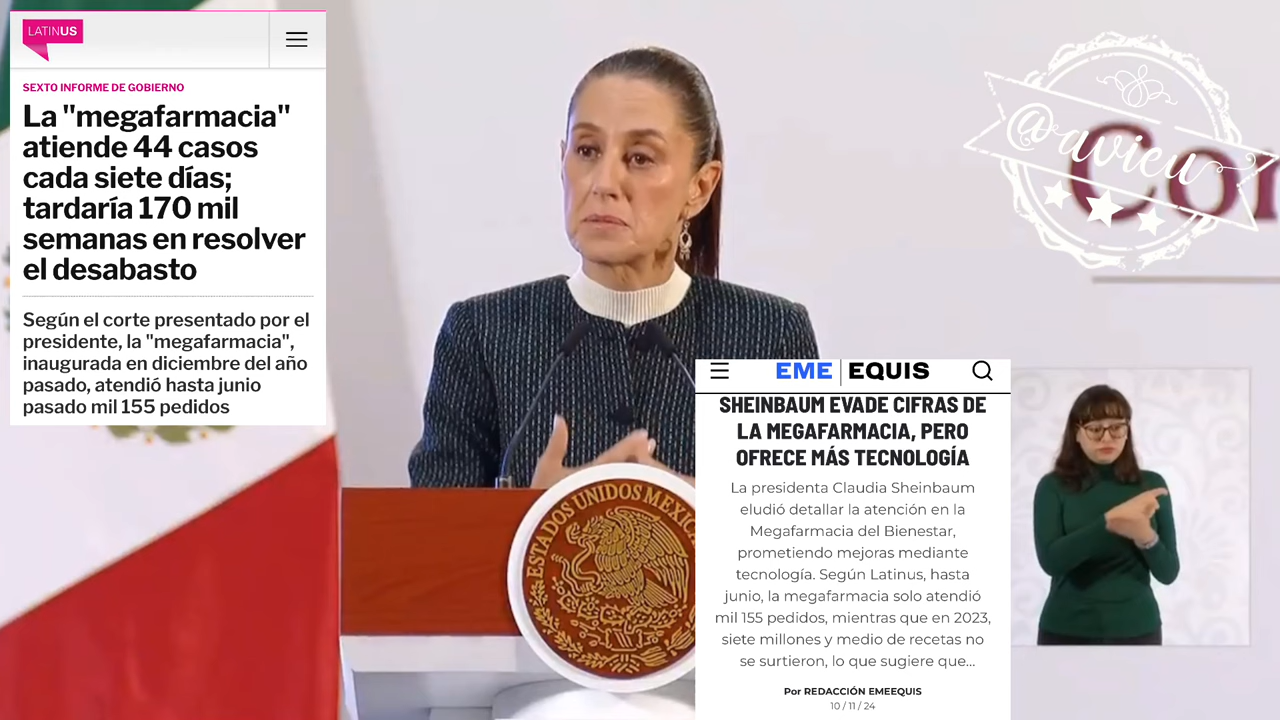 LATINUS
SEXTO INFORME DE GOBIERNO
La "megafarmacia"
atiende 44 casos
cada siete días;
tardaría 170 mil
semanas en resolver
el desabasto
Según el corte presentado por el
presidente, la "megafarmacia",
inaugurada en diciembre del año
pasado, atendió hasta junio
pasado mil 155 pedidos
@avieu
Con
ESTADOS UNIDOS MEXICA
EME EQUIS
SHEINBAUM EVADE CIFRAS DE
LA MEGAFARMACIA, PERO
OFRECE MÁS TECNOLOGÍA
La presidenta Claudia Sheinbaum
eludió detallar la atención en la
Megafarmacia del Bienestar,
prometiendo mejoras mediante
tecnología. Según Latinus, hasta
junio, la megafarmacia solo atendió
mil 155 pedidos, mientras que en 2023,
siete millones y medio de recetas no
se surtieron, lo que sugiere que...
Por REDACCIÓN EMEEQUIS
10 / 11 / 24